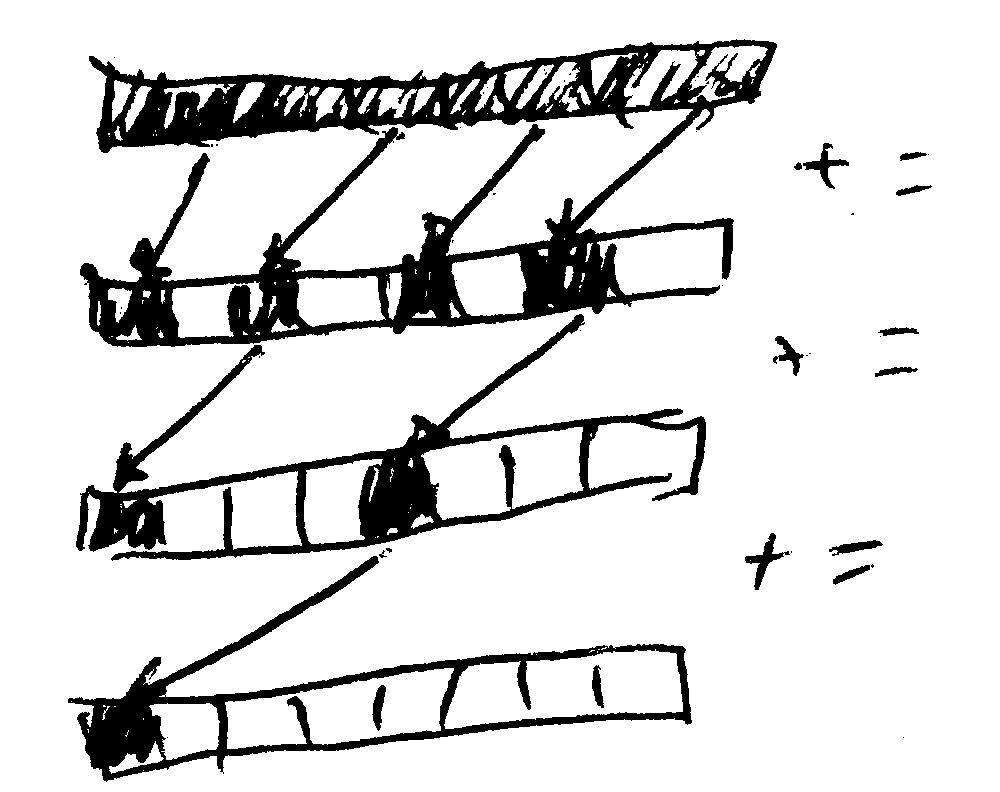 + =
+ =
+ =